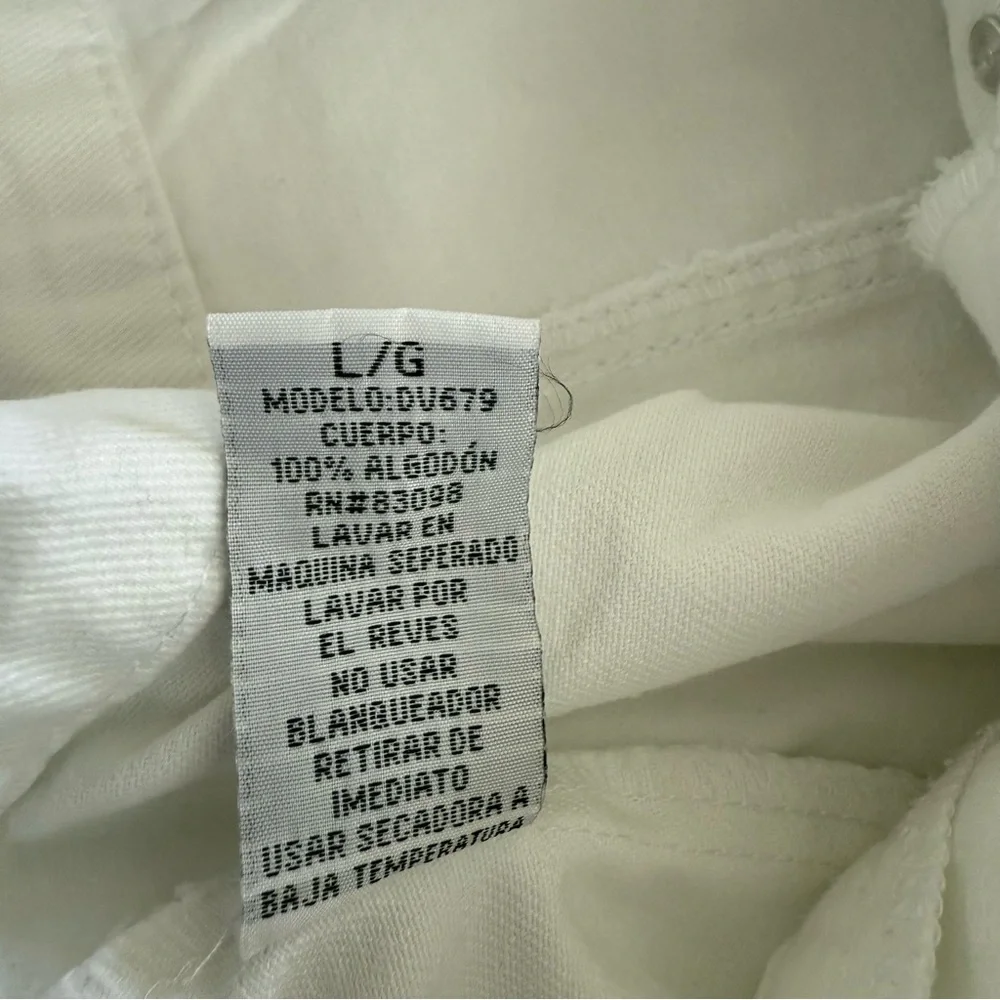 L/G
MODELO:DV679
CUERPO:
100% ALGODÓN
RN#83098
LAVAR EN
MAQUINA SEPERADO
LAVAR POR
EL REVES
NO USAR
BLANQUEADOR
RETIRAR DE
IMEDIATO
USAR SECADORA A
BAJA TEMPERATURA